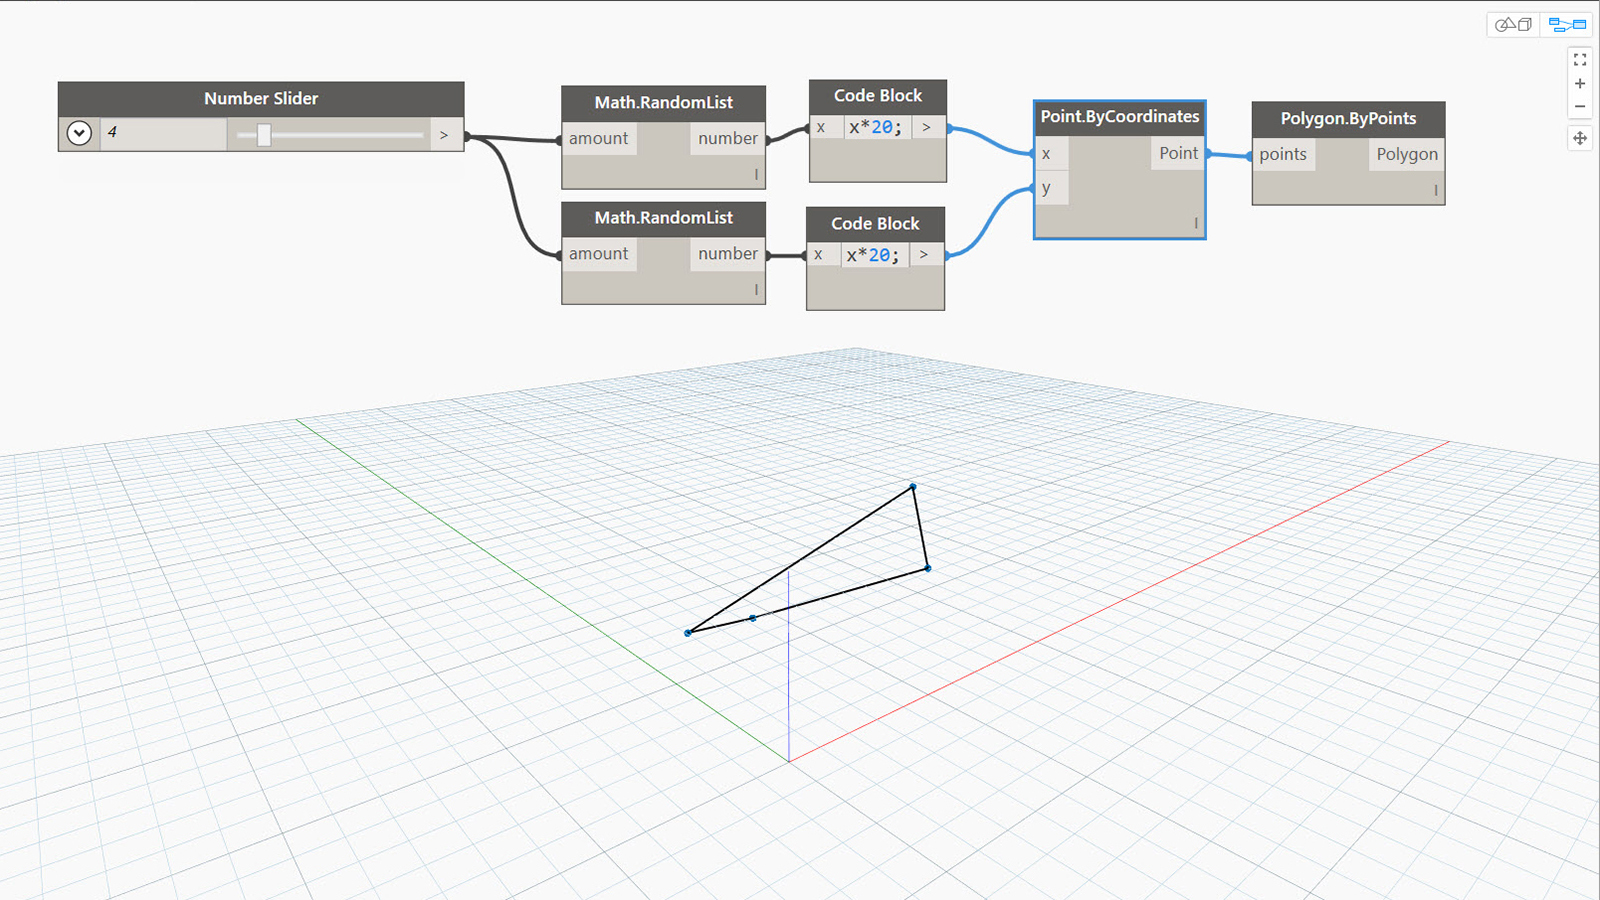 Number Slider
4
>
Math.RandomList
amount
number
l
Math.RandomList
amount
number
l
Code Block
x
x*20;
>
Code Block
x
x*20;
>
Point.ByCoordinates
x
Point
y
l
Polygon.ByPoints
points
Polygon
l